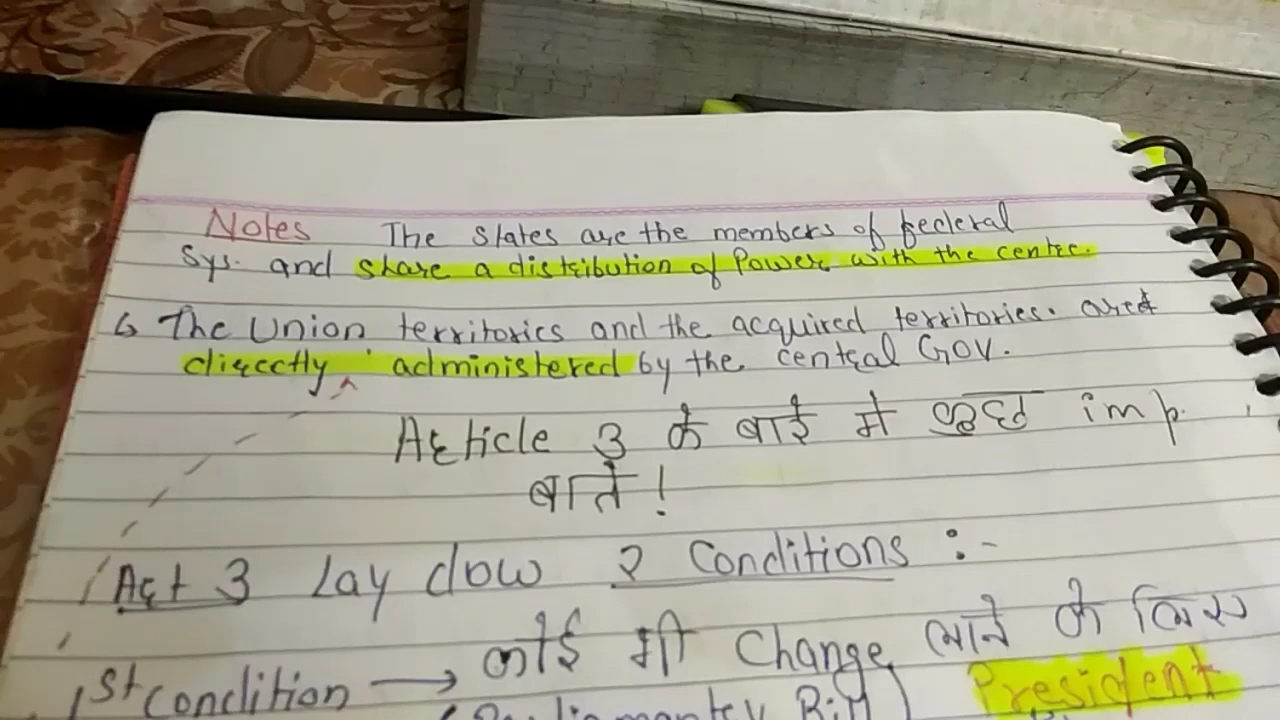 Notes The States are the members of federal
Sys. and share a distribution of Power with the centre.
↳ The Union territories and the acquired territories. are
directly administered by the central Gov.
Article 3 के बारे मे कुछ imp.
बाते!
Art 3 Lay dow 2 Conditions :-
कोई भी Change लाने के लिए
1st condition → President
(Parliamentry Bill)